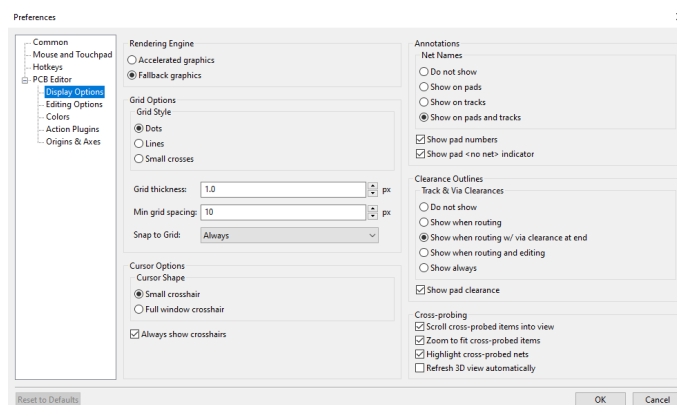 Preferences
Common
Mouse and Touchpad
Hotkeys
PCB Editor
Display Options
Editing Options
Colors
Action Plugins
Origins & Axes
Rendering Engine
Accelerated graphics
Fallback graphics
Grid Options
Grid Style
Dots
Lines
Small crosses
Grid thickness: 1.0 px
Min grid spacing: 10 px
Snap to Grid: Always
Cursor Options
Cursor Shape
Small crosshair
Full window crosshair
Always show crosshairs
Annotations
Net Names
Do not show
Show on pads
Show on tracks
Show on pads and tracks
Show pad numbers
Show pad <no net> indicator
Clearance Outlines
Track & Via Clearances
Do not show
Show when routing
Show when routing w/ via clearance at end
Show when routing and editing
Show always
Show pad clearance
Cross-probing
Scroll cross-probed items into view
Zoom to fit cross-probed items
Highlight cross-probed nets
Refresh 3D view automatically
Reset to Defaults
OK
Cancel